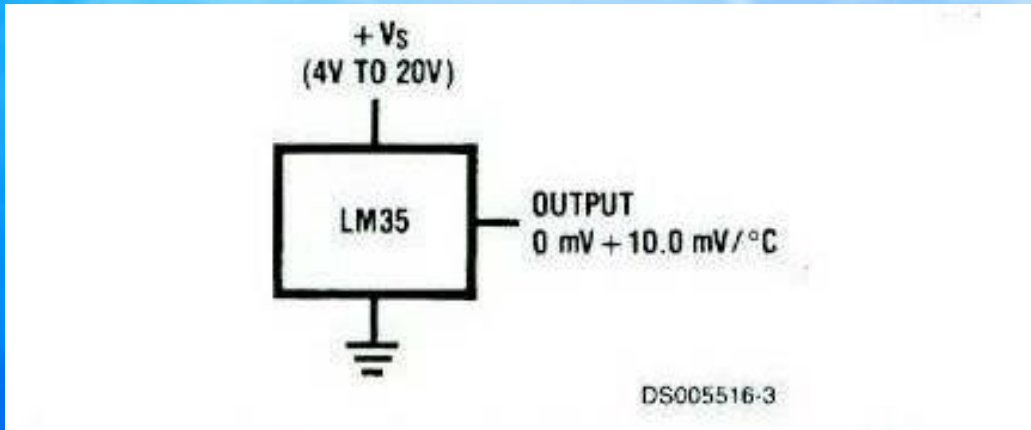 + Vs
(4V TO 20V)
LM35
OUTPUT
0 mV + 10.0 mV/°C
DS005516-3